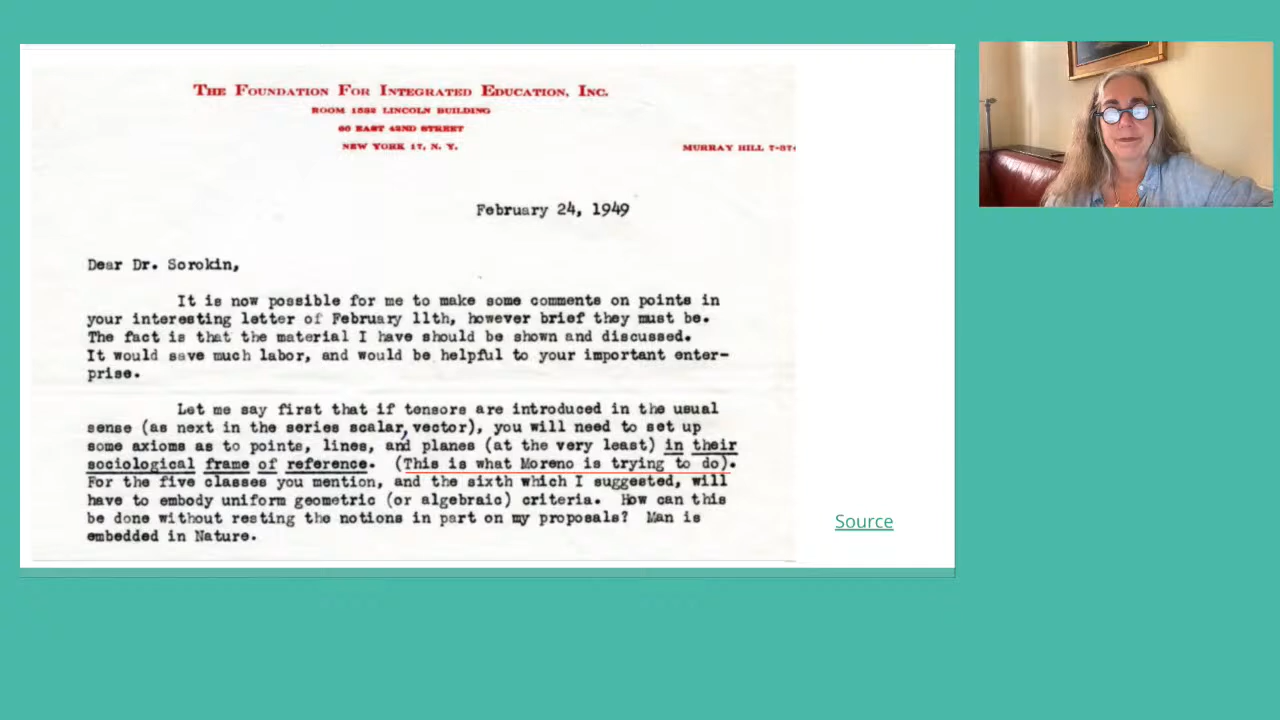 THE FOUNDATION FOR INTEGRATED EDUCATION, INC.
ROOM 1532 LINCOLN BUILDING
60 EAST 42ND STREET
NEW YORK 17, N. Y.
MURRAY HILL
February 24, 1949
Dear Dr. Sorokin,
It is now possible for me to make some comments on points in
your interesting letter of February 11th, however brief they must be.
The fact is that the material I have should be shown and discussed.
It would save much labor, and would be helpful to your important enter-
prise.
Let me say first that if tensors are introduced in the usual
sense (as next in the series scalar, vector), you will need to set up
some axioms as to points, lines, and planes (at the very least) in their
sociological frame of reference. (This is what Moreno is trying to do).
For the five classes you mention, and the sixth which I suggested, will
have to embody uniform geometric (or algebraic) criteria. How can this
be done without resting the notions in part on my proposals? Man is
embedded in Nature.
Source